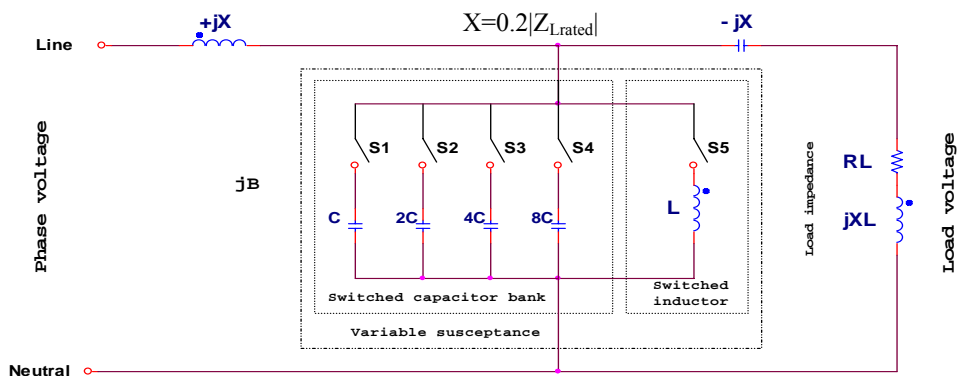 +jX
X=0.2|Z_Lrated|
- jX
Line
S1
S2
S3
S4
S5
Phase voltage
jB
C
2C
4C
8C
L
Load impedance
RL
jXL
Load voltage
Switched capacitor bank
Switched
inductor
Variable susceptance
Neutral